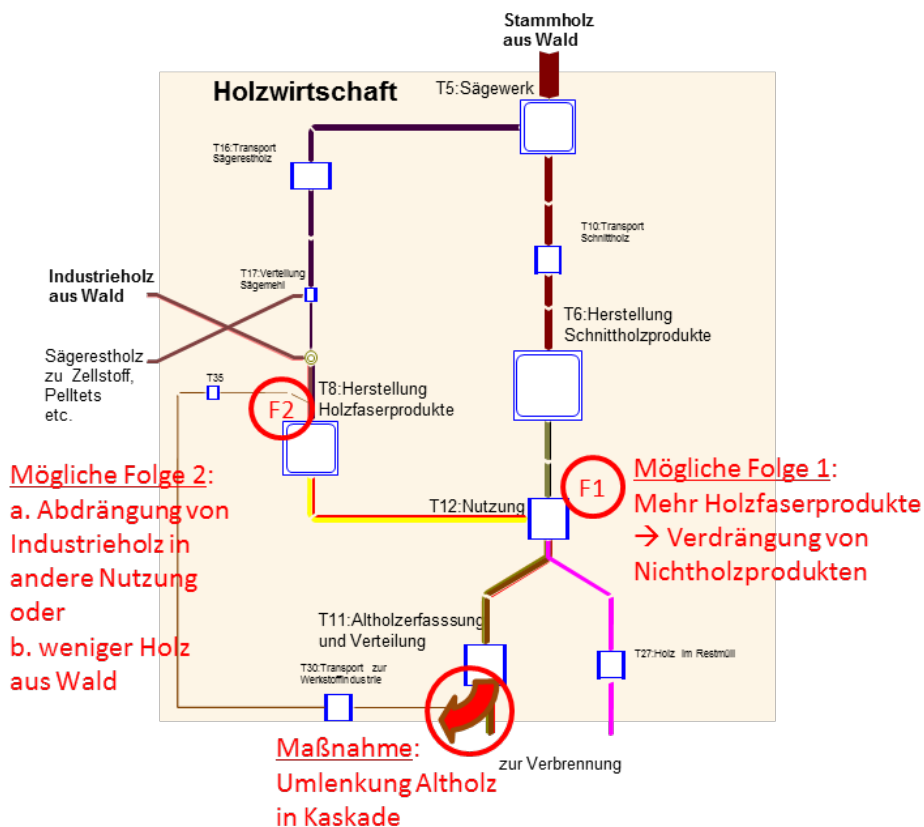 Stammholz
aus Wald
Holzwirtschaft
T5:Sägewerk
T16:Transport
Sägerestholz
T10:Transport
Schnittholz
T17:Verteilung
Sägemehl
Industrieholz
aus Wald
T6:Herstellung
Schnittholzprodukte
Sägerestholz
zu Zellstoff,
Pelltets
etc.
T35
T8:Herstellung
Holzfaserprodukte
F2
Mögliche Folge 2:
a. Abdrängung von
Industrieholz in
andere Nutzung
oder
b. weniger Holz
aus Wald
F1
Mögliche Folge 1:
Mehr Holzfaserprodukte
→ Verdrängung von
Nichtholzprodukten
T12:Nutzung
T11:Altholzerfasssung
und Verteilung
T30:Transport zur
Werkstoffindustrie
T27:Holz im Restmüll
Maßnahme:
Umlenkung Altholz
in Kaskade
zur Verbrennung